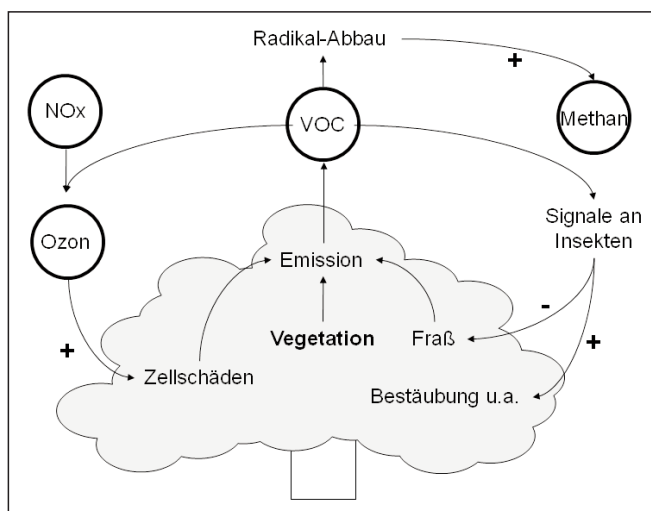 Radikal-Abbau
+
NOx
VOC
Methan
Ozon
Signale an
Insekten
Emission
-
+
Vegetation
Fraß
+
Zellschäden
Bestäubung u.a.